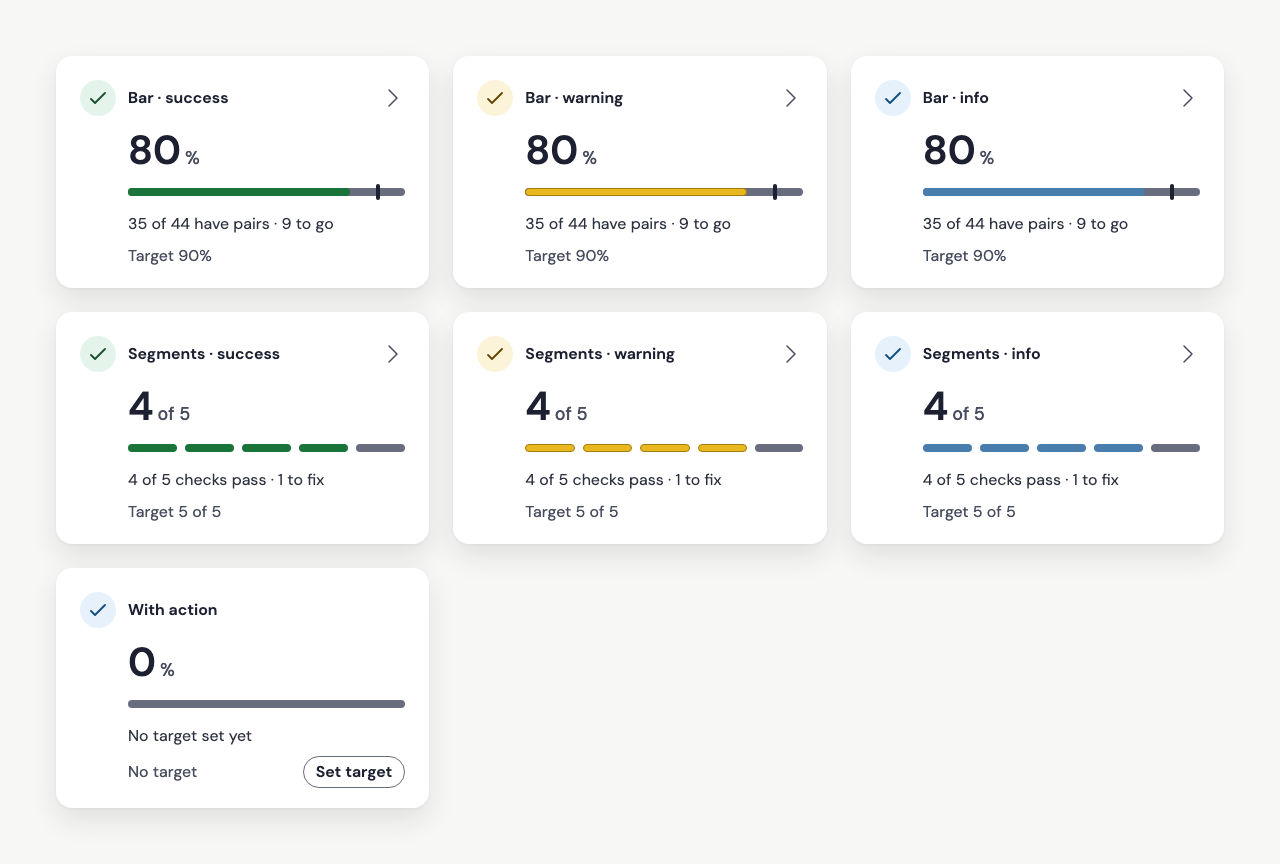 Bar · success
80 %
35 of 44 have pairs · 9 to go
Target 90%
Bar · warning
80 %
35 of 44 have pairs · 9 to go
Target 90%
Bar · info
80 %
35 of 44 have pairs · 9 to go
Target 90%
Segments · success
4 of 5
4 of 5 checks pass · 1 to fix
Target 5 of 5
Segments · warning
4 of 5
4 of 5 checks pass · 1 to fix
Target 5 of 5
Segments · info
4 of 5
4 of 5 checks pass · 1 to fix
Target 5 of 5
With action
0 %
No target set yet
No target
Set target